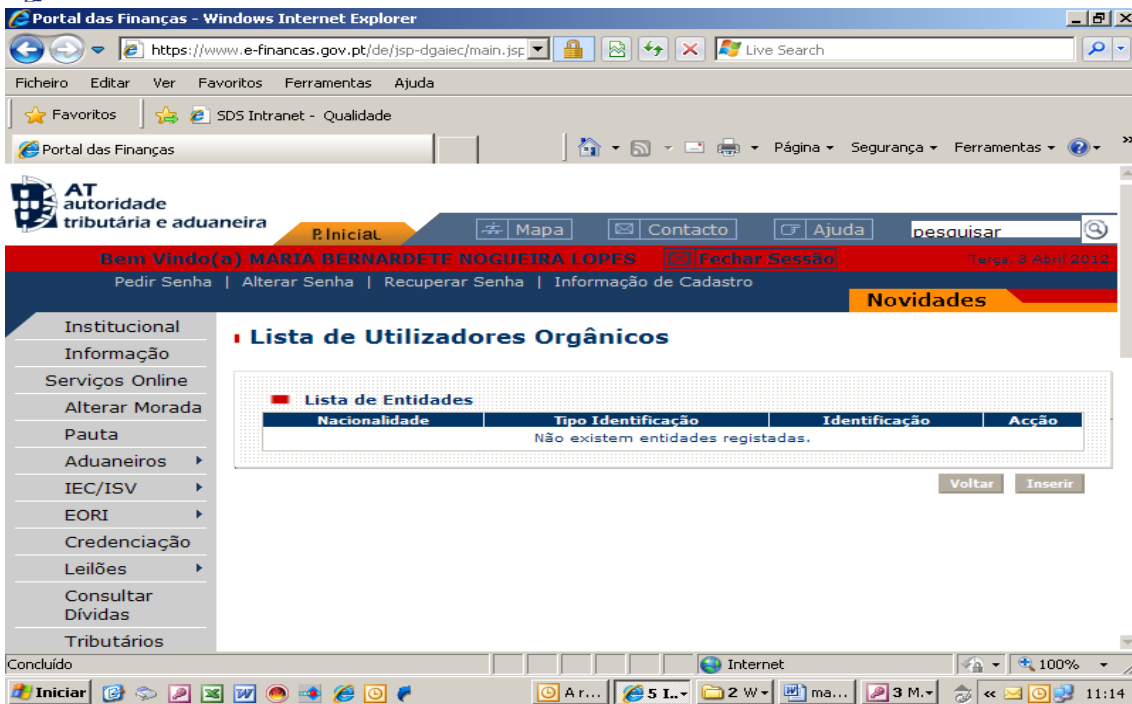 Portal das Finanças - Windows Internet Explorer
https://www.e-financas.gov.pt/de/jsp-dgaiec/main.jsp
Live Search
Ficheiro Editar Ver Favoritos Ferramentas Ajuda
Favoritos SDS Intranet - Qualidade
Portal das Finanças Página Segurança Ferramentas
AT
autoridade
tributária e aduaneira
P.Inicial Mapa Contacto Ajuda pesquisar
Bem Vindo(a) MARIA BERNARDETE NOGUEIRA LOPES Fechar Sessão Terça, 3 Abril 2012
Pedir Senha | Alterar Senha | Recuperar Senha | Informação de Cadastro
Novidades
Institucional
Informação
Serviços Online
Alterar Morada
Pauta
Aduaneiros
IEC/ISV
EORI
Credenciação
Leilões
Consultar
Dívidas
Tributários
Lista de Utilizadores Orgânicos
Lista de Entidades
Nacionalidade Tipo Identificação Identificação Acção
Não existem entidades registadas.
Voltar Inserir
Concluído Internet 100%
Iniciar A r... 5 I... 2 W ma... 3 M. 11:14